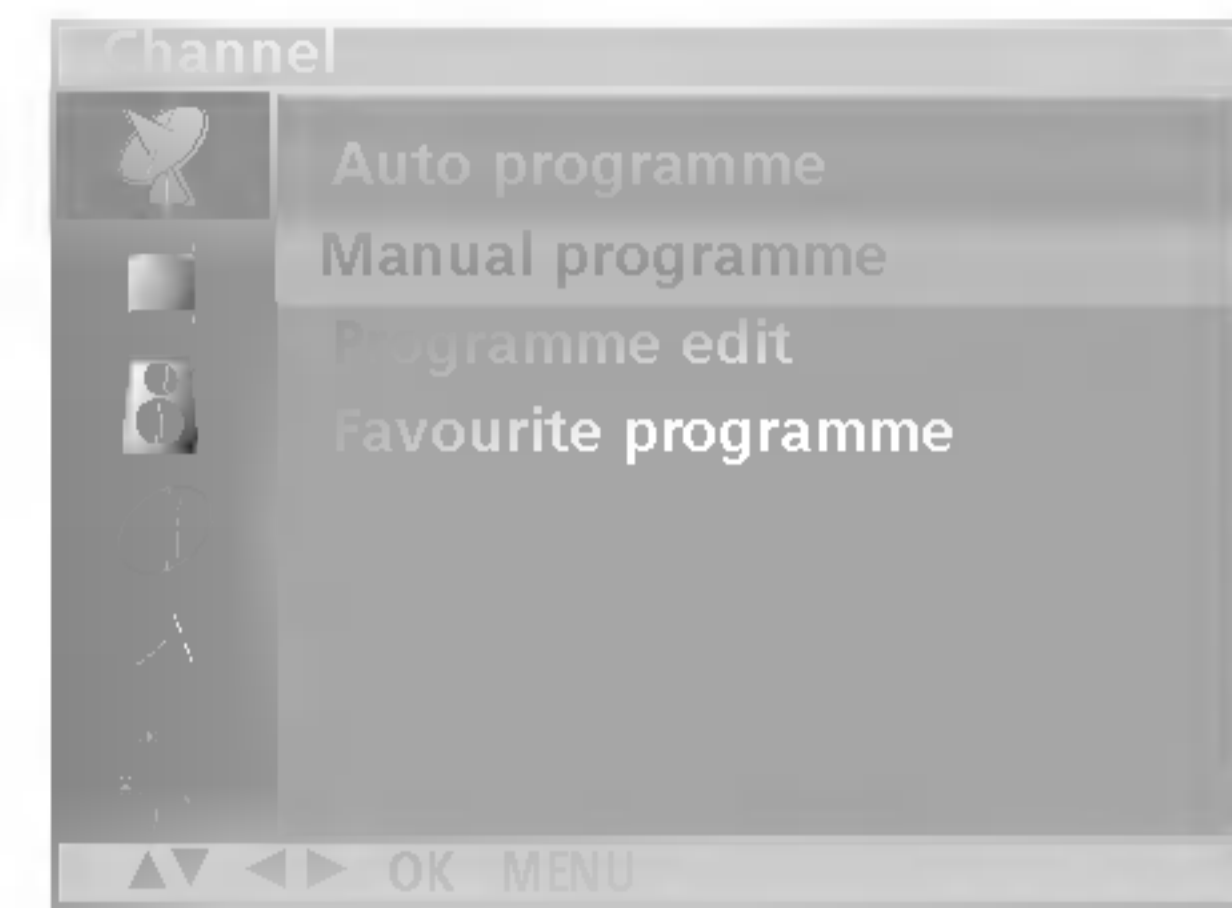 Channel
Auto programme
Manual programme
Programme edit
Favourite programme
▲▼ ◀ ▶ OK MENU